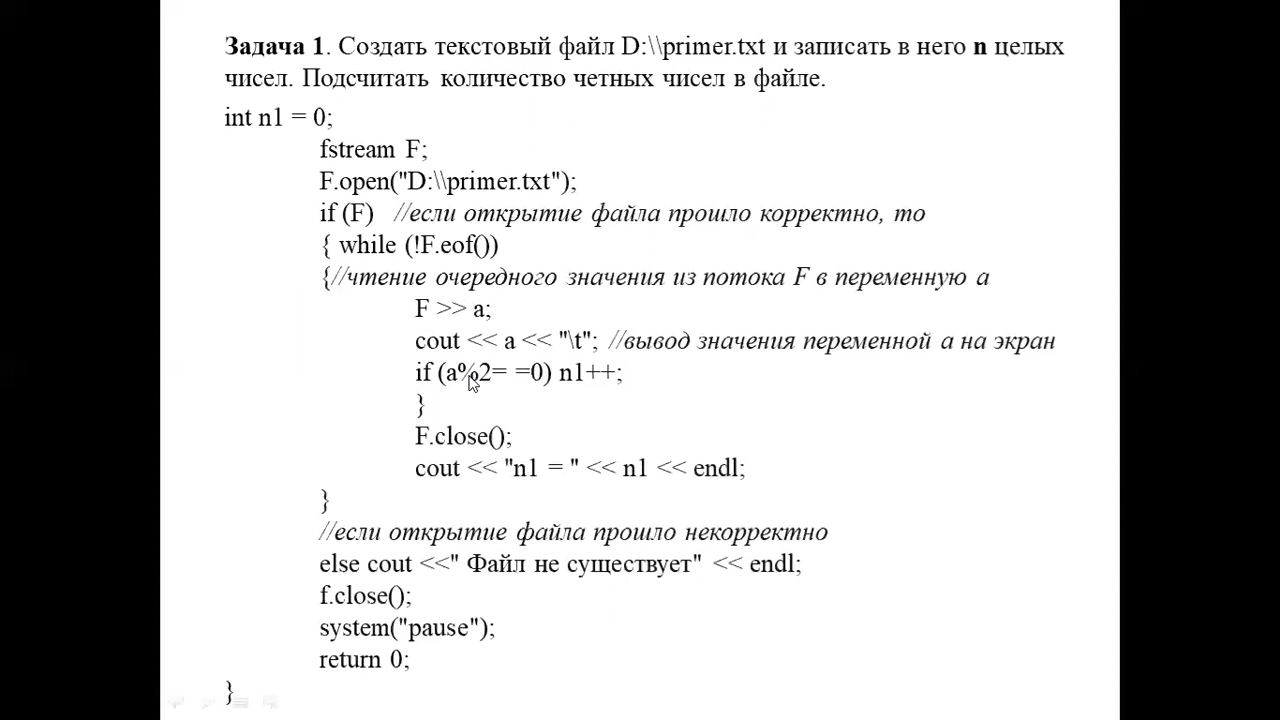 Задача 1. Создать текстовый файл D:\\primer.txt и записать в него n целых
чисел. Подсчитать количество четных чисел в файле.
int n1 = 0;
fstream F;
F.open("D:\\primer.txt");
if (F) //если открытие файла прошло корректно, то
{ while (!F.eof())
{//чтение очередного значения из потока F в переменную a
F >> a;
cout << a << "\t"; //вывод значения переменной a на экран
if (a%2= =0) n1++;
}
F.close();
cout << "n1 = " << n1 << endl;
}
//если открытие файла прошло некорректно
else cout <<" Файл не существует" << endl;
f.close();
system("pause");
return 0;
}